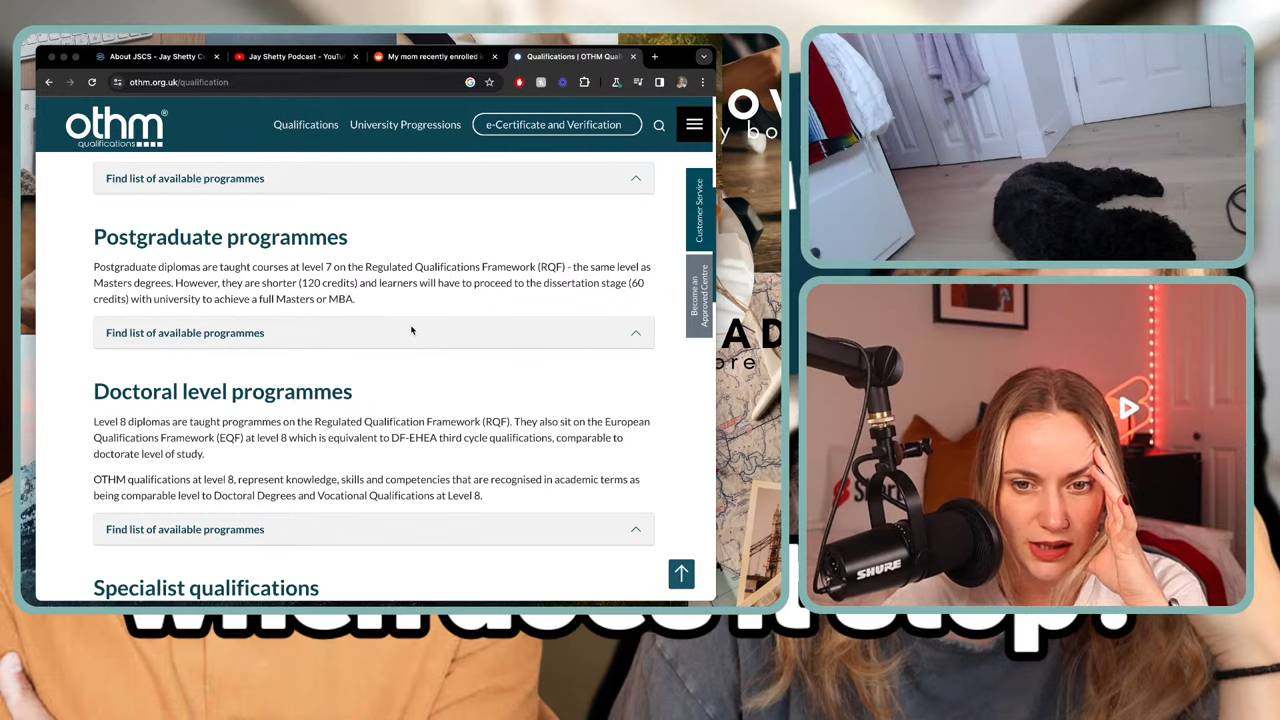 About JSCS - Jay Shetty C
Jay Shetty Podcast - YouTu
My mom recently enrolled i
Qualifications | OTHM Qual
othm.org.uk/qualification
othm®
qualifications
Qualifications
University Progressions
e-Certificate and Verification
Find list of available programmes
Postgraduate programmes
Postgraduate diplomas are taught courses at level 7 on the Regulated Qualifications Framework (RQF) - the same level as
Masters degrees. However, they are shorter (120 credits) and learners will have to proceed to the dissertation stage (60
credits) with university to achieve a full Masters or MBA.
Find list of available programmes
Doctoral level programmes
Level 8 diplomas are taught programmes on the Regulated Qualification Framework (RQF). They also sit on the European
Qualifications Framework (EQF) at level 8 which is equivalent to DF-EHEA third cycle qualifications, comparable to
doctorate level of study.
OTHM qualifications at level 8, represent knowledge, skills and competencies that are recognised in academic terms as
being comparable level to Doctoral Degrees and Vocational Qualifications at Level 8.
Find list of available programmes
Specialist qualifications
Customer Service
Become an
Approved Centre
SHURE
when does it stop?